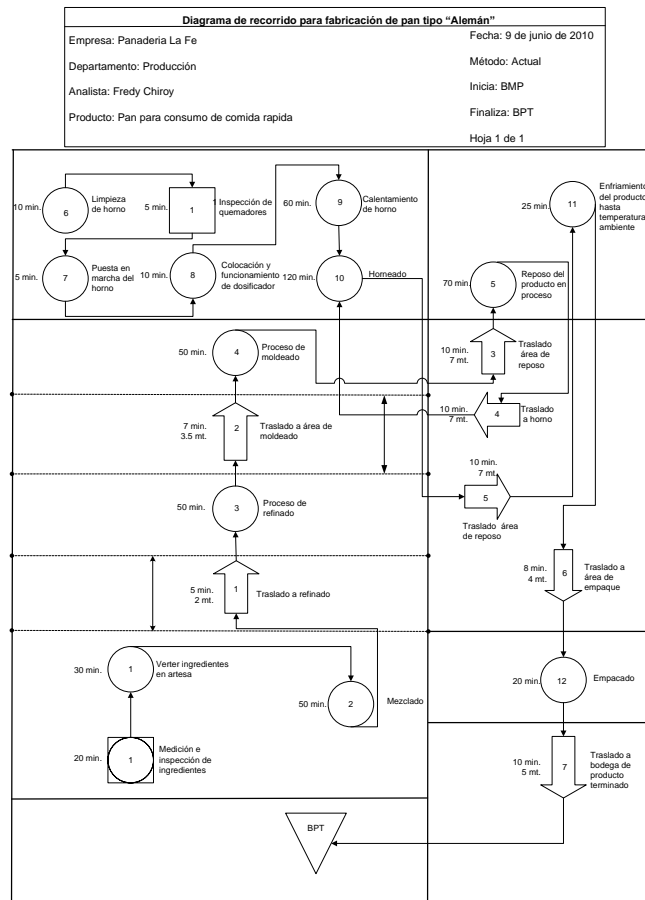 Diagrama de recorrido para fabricación de pan tipo “Alemán”
Empresa: Panaderia La Fe
Fecha: 9 de junio de 2010
Departamento: Producción
Método: Actual
Analista: Fredy Chiroy
Inicia: BMP
Producto: Pan para consumo de comida rapida
Finaliza: BPT
Hoja 1 de 1
10 min.
6
Limpieza
de horno
5 min.
1
1
Inspección de
quemadores
60 min.
9
Calentamiento
de horno
25 min.
11
Enfriamiento
del producto
hasta
temperatura
ambiente
5 min.
7
Puesta en
marcha del
horno
10 min.
8
Colocación y
funcionamiento
de dosificador
120 min.
10
Horneado
70 min.
5
Reposo del
producto en
proceso
50 min.
4
Proceso de
moldeado
10 min.
7 mt.
3
Traslado
área de
reposo
7 min.
3.5 mt.
2
Traslado a área de
moldeado
10 min.
7 mt.
4
Traslado
a horno
10 min.
7 mt.
5
Traslado área
de reposo
50 min.
3
Proceso de
refinado
5 min.
2 mt.
1
Traslado a refinado
8 min.
4 mt.
6
Traslado a
área de
empaque
30 min.
1
Verter ingredientes
en artesa
50 min.
2
Mezclado
20 min.
12
Empacado
20 min.
1
Medición e
inspección de
ingredientes
10 min.
5 mt.
7
Traslado a
bodega de
producto
terminado
BPT